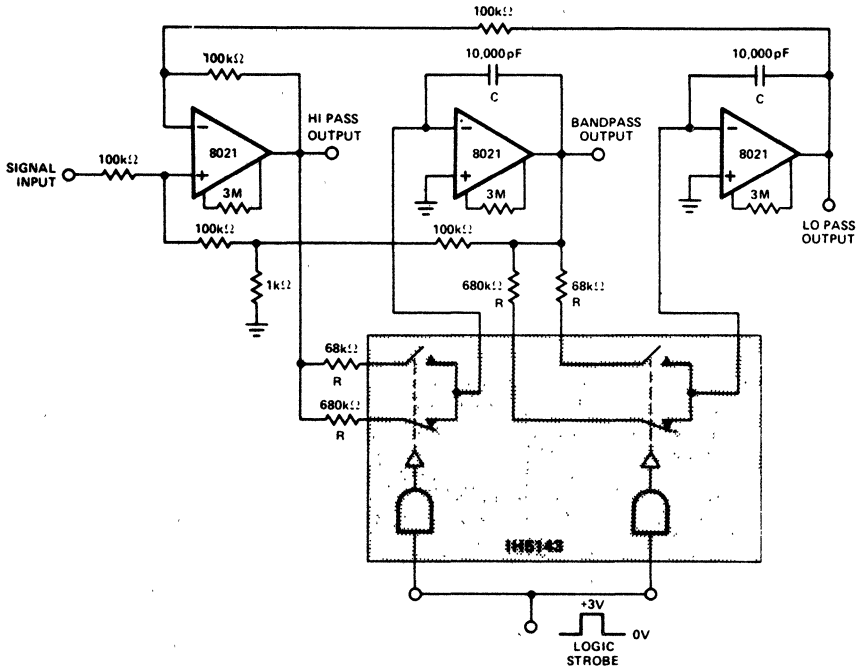 100kΩ
100kΩ
10,000pF
C
10,000pF
C
HI PASS
OUTPUT
BANDPASS
OUTPUT
−
8021
+
3M
−
8021
+
3M
−
8021
+
3M
SIGNAL
INPUT
100kΩ
LO PASS
OUTPUT
100kΩ
100kΩ
1kΩ
680kΩ
R
68kΩ
R
68kΩ
R
680kΩ
R
IH5143
+3V
0V
LOGIC
STROBE